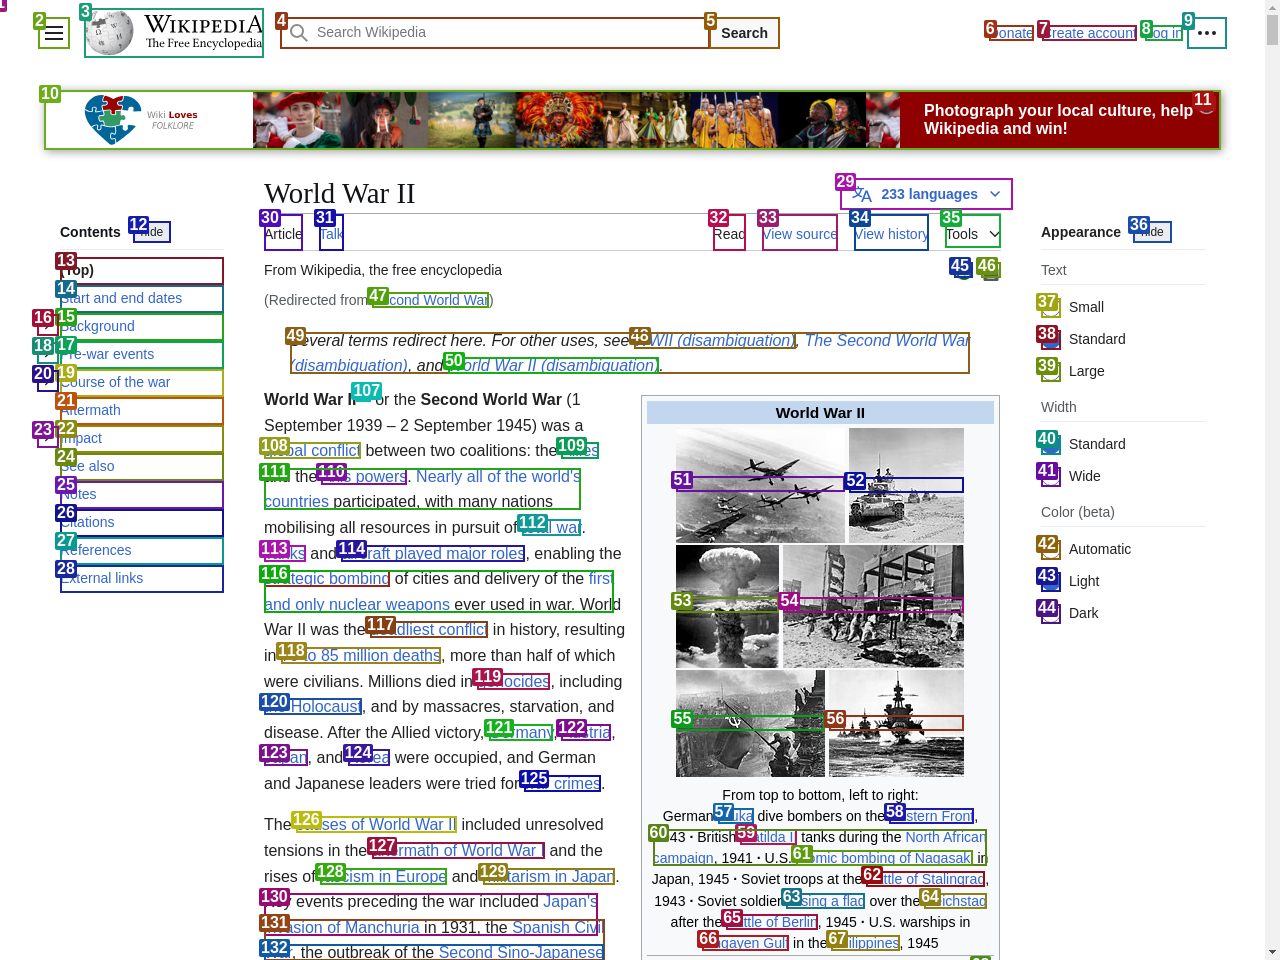 WIKIPEDIA
The Free Encyclopedia
Search Wikipedia
Search
Donate
Create account
Log in
Wiki Loves
FOLKLORE
Photograph your local culture, help
Wikipedia and win!
World War II
233 languages
Article
Talk
Read
View source
View history
Tools
Contents
hide
(Top)
Start and end dates
Background
Pre-war events
Course of the war
Aftermath
Impact
See also
Notes
Citations
References
External links
From Wikipedia, the free encyclopedia
(Redirected from Second World War)
Several terms redirect here. For other uses, see WWII (disambiguation), The Second World War
(disambiguation), and World War II (disambiguation).
World War II or the Second World War (1
September 1939 – 2 September 1945) was a
global conflict between two coalitions: the Allies
and the Axis powers. Nearly all of the world's
countries participated, with many nations
mobilising all resources in pursuit of total war.
Tanks and aircraft played major roles, enabling the
strategic bombing of cities and delivery of the first
and only nuclear weapons ever used in war. World
War II was the deadliest conflict in history, resulting
in to 85 million deaths, more than half of which
were civilians. Millions died in genocides, including
the Holocaust, and by massacres, starvation, and
disease. After the Allied victory, Germany, Austria,
Japan, and Korea were occupied, and German
and Japanese leaders were tried for war crimes.
The causes of World War II included unresolved
tensions in the aftermath of World War I and the
rises of fascism in Europe and militarism in Japan.
Key events preceding the war included Japan's
invasion of Manchuria in 1931, the Spanish Civil
War, the outbreak of the Second Sino-Japanese
World War II
From top to bottom, left to right:
German Stuka dive bombers on the Eastern Front,
1943 · British Matilda II tanks during the North African
campaign, 1941 · U.S. atomic bombing of Nagasaki in
Japan, 1945 · Soviet troops at the Battle of Stalingrad,
1943 · Soviet soldier raising a flag over the Reichstag
after the Battle of Berlin, 1945 · U.S. warships in
Lingayen Gulf in the Philippines, 1945
Appearance
hide
Text
Small
Standard
Large
Width
Standard
Wide
Color (beta)
Automatic
Light
Dark
1
2
3
4
5
6
7
8
9
10
11
12
13
14
15
16
17
18
19
20
21
22
23
24
25
26
27
28
29
30
31
32
33
34
35
36
37
38
39
40
41
42
43
44
45
46
47
48
49
50
51
52
53
54
55
56
57
58
59
60
61
62
63
64
65
66
67
107
108
109
110
111
112
113
114
116
117
118
119
120
121
122
123
124
125
126
127
128
129
130
131
132